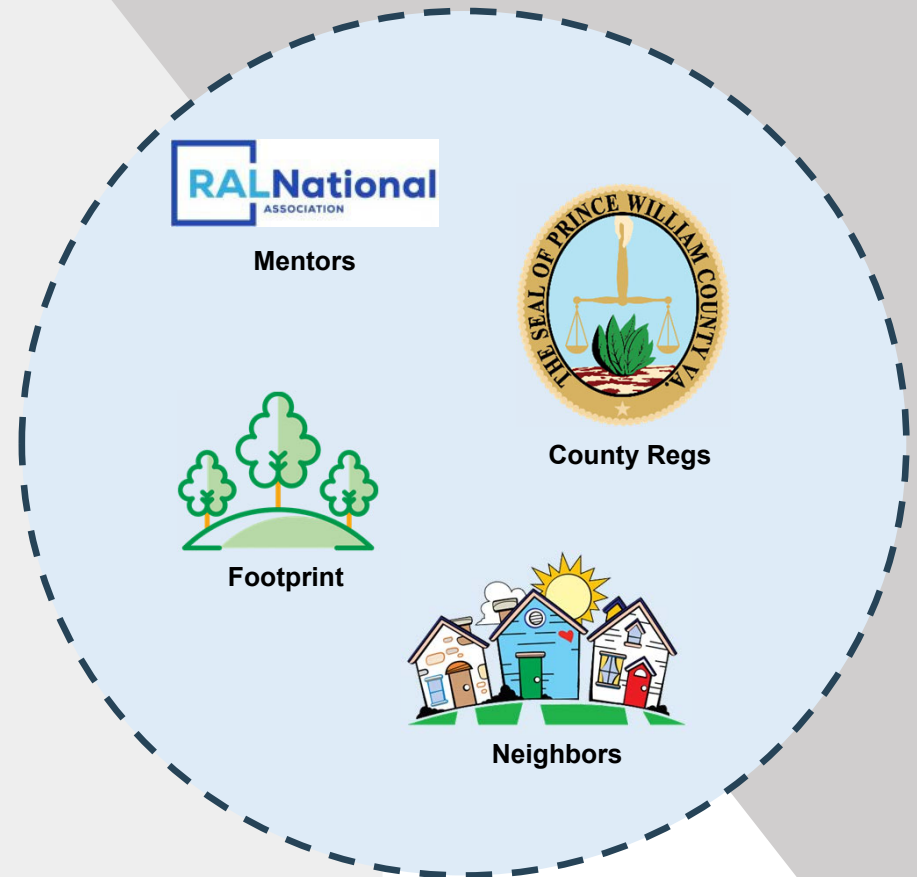 RALNational
ASSOCIATION
Mentors
THE SEAL OF PRINCE WILLIAM COUNTY VA.
County Regs
Footprint
Neighbors